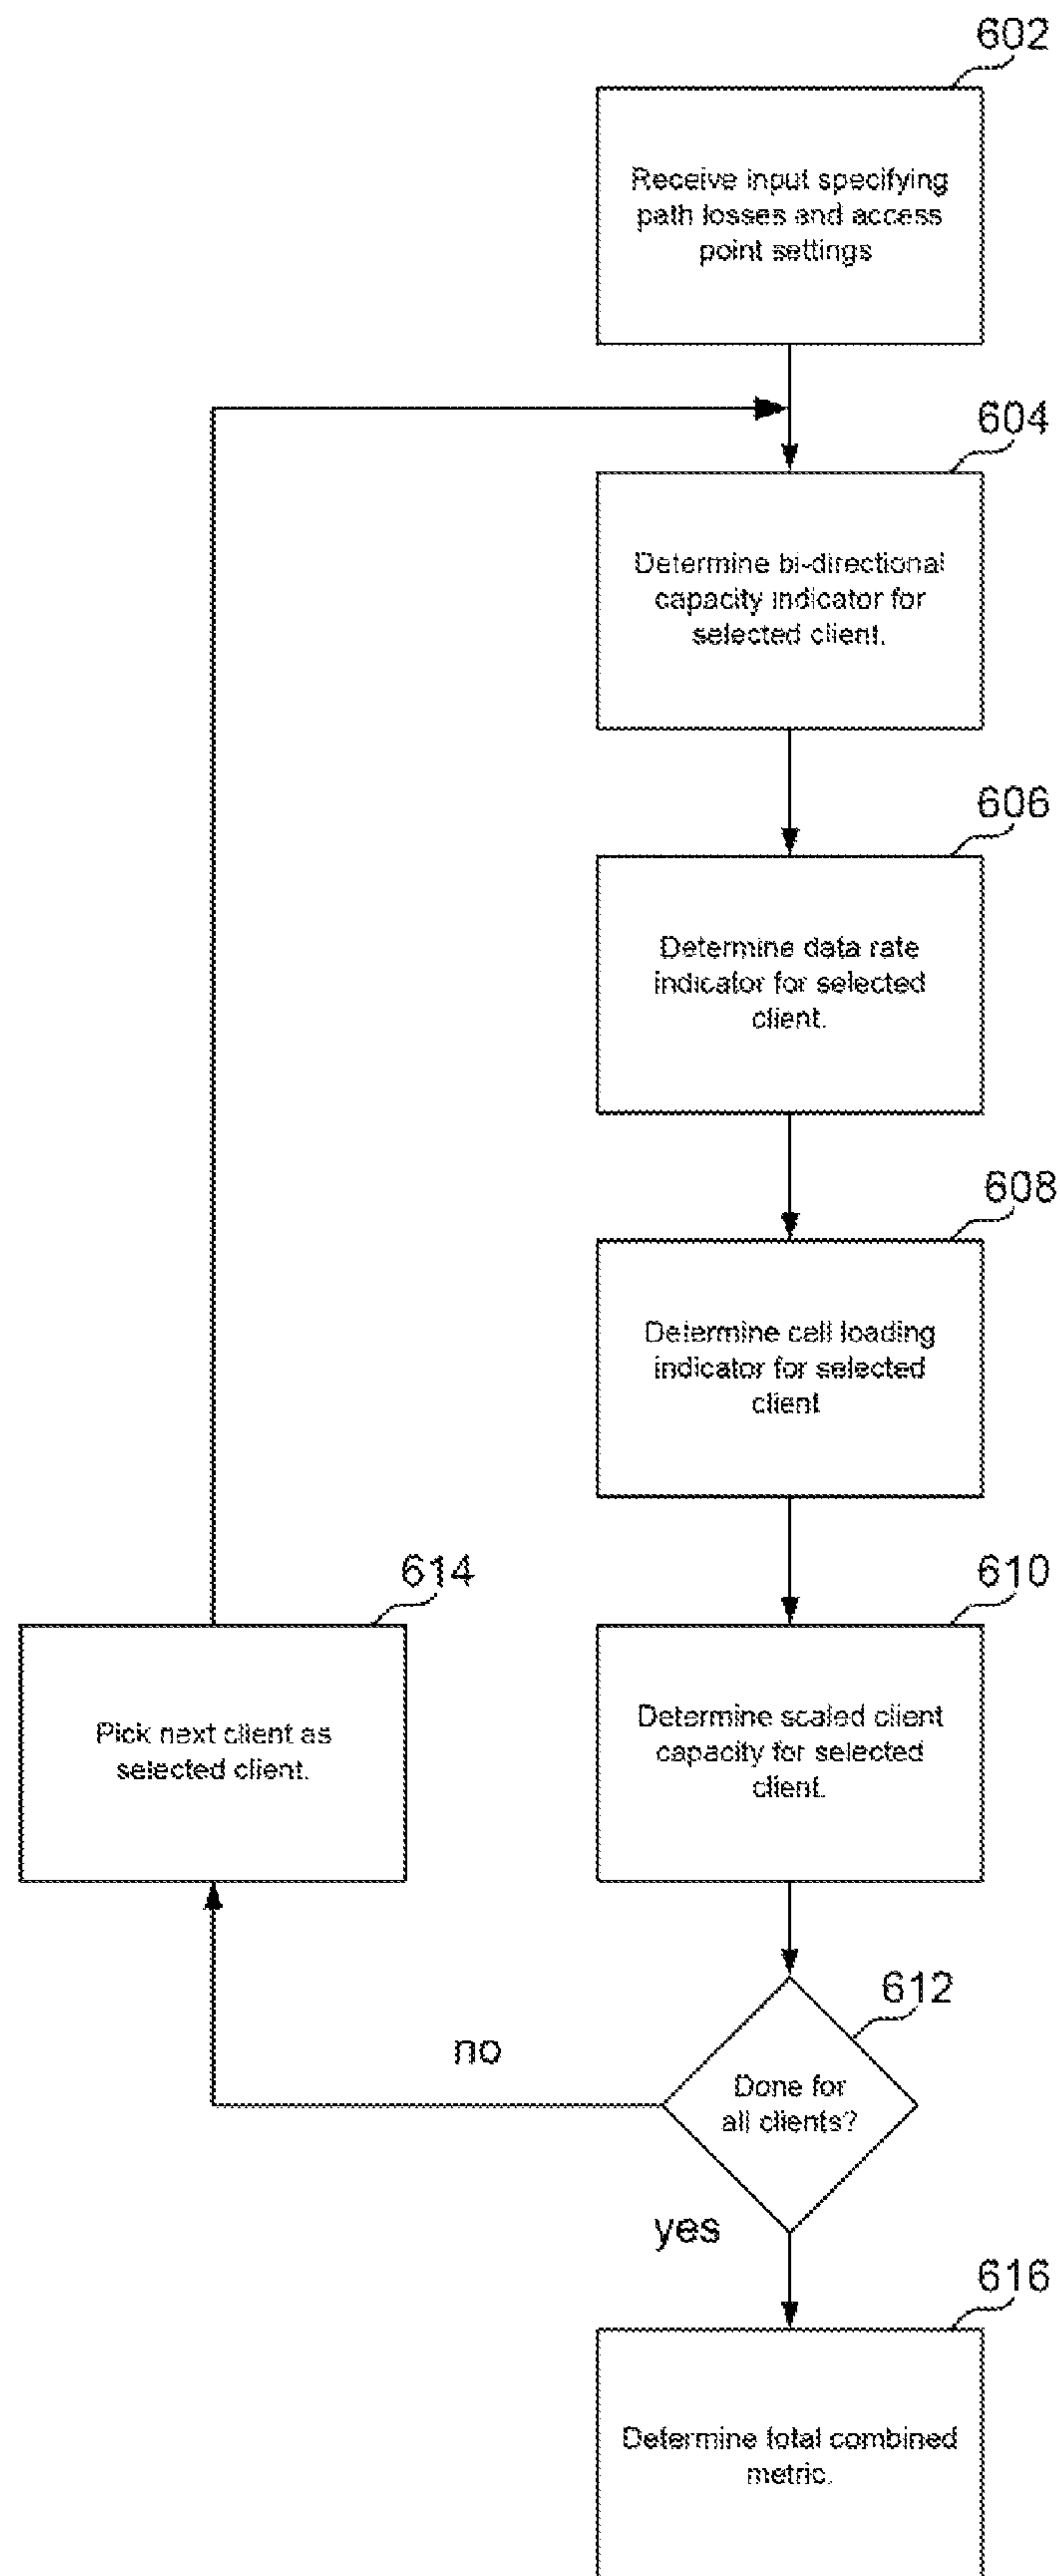 602
Receive input specifying
path losses and access
point settings
604
Determine bi-directional
capacity indicator for
selected client.
606
Determine data rate
indicator for selected
client.
608
Determine cell loading
indicator for selected
client
614
Pick next client as
selected client.
610
Determine scaled client
capacity for selected
client.
612
Done for
all clients?
no
yes
616
Determine total combined
metric.